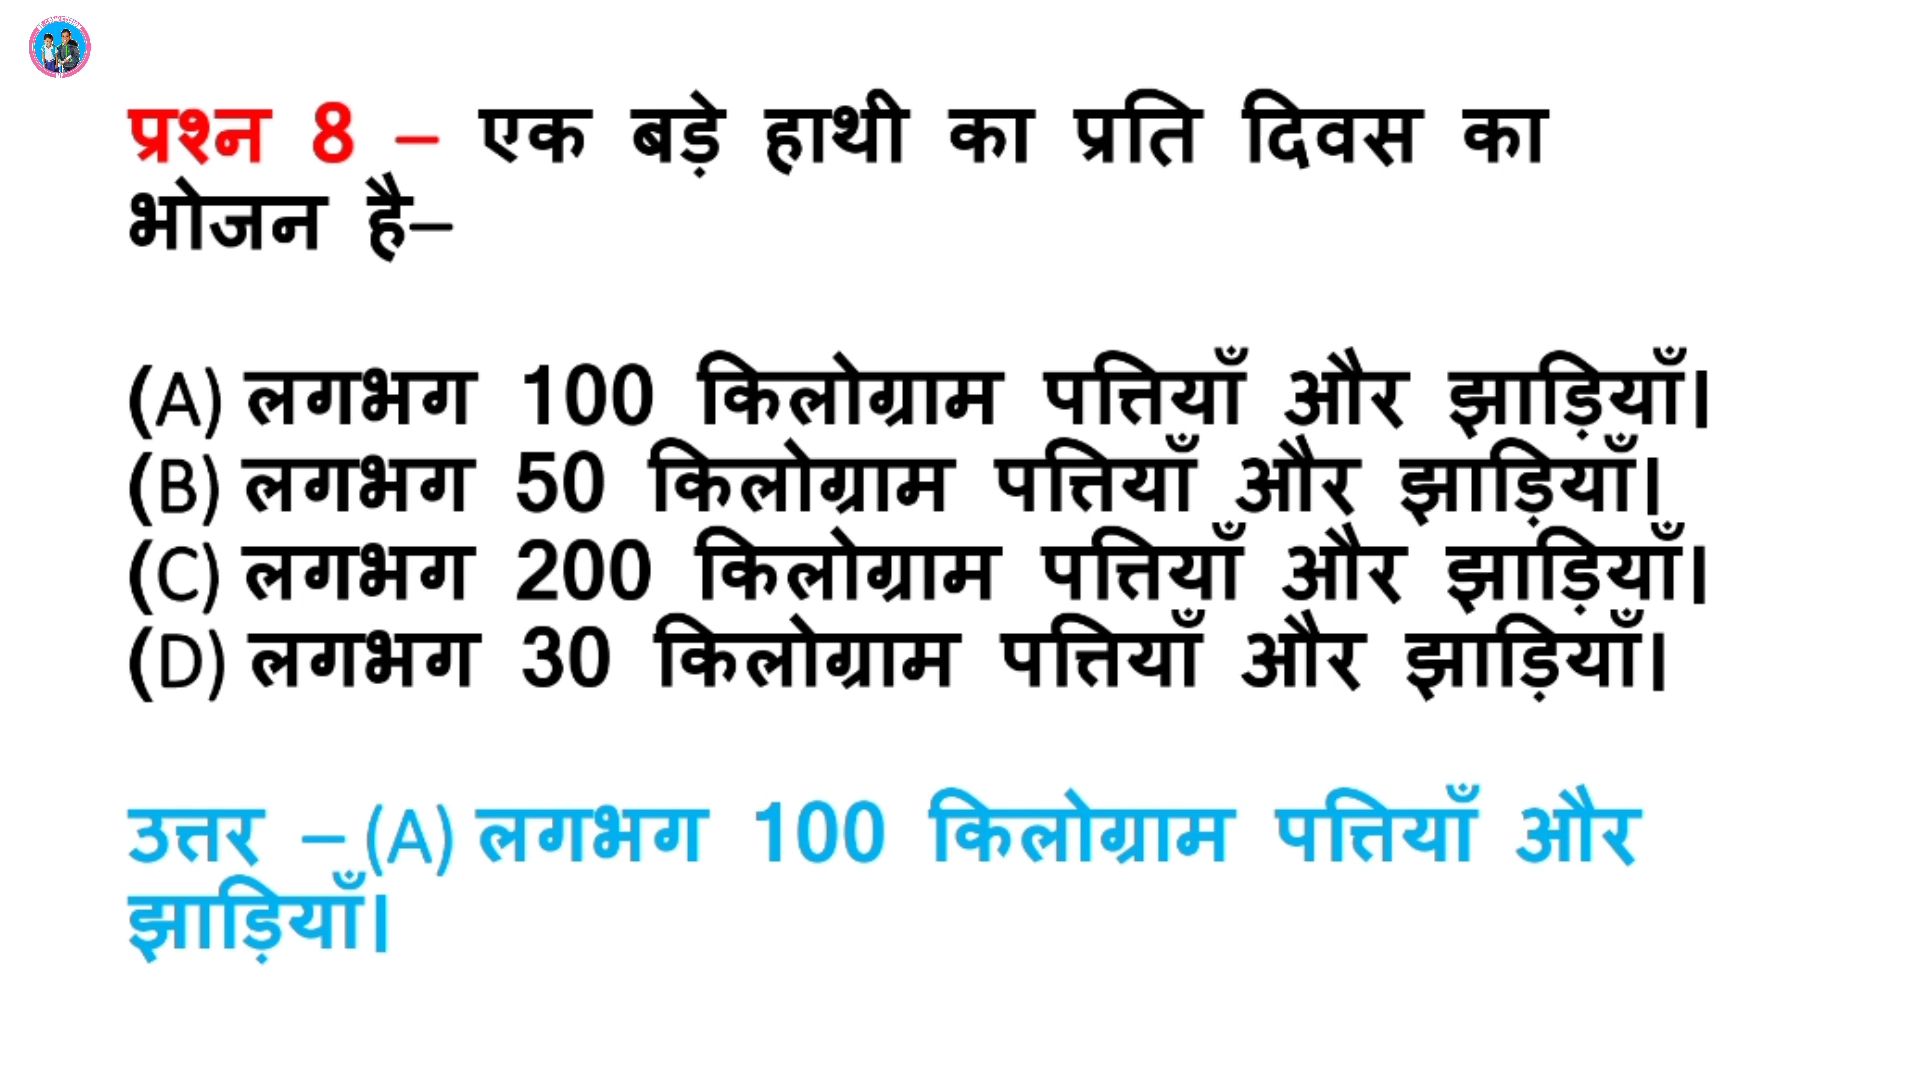 प्रश्न 8 – एक बड़े हाथी का प्रति दिवस का
भोजन है–
(A) लगभग 100 किलोग्राम पत्तियाँ और झाड़ियाँ।
(B) लगभग 50 किलोग्राम पत्तियाँ और झाड़ियाँ।
(C) लगभग 200 किलोग्राम पत्तियाँ और झाड़ियाँ।
(D) लगभग 30 किलोग्राम पत्तियाँ और झाड़ियाँ।
उत्तर – (A) लगभग 100 किलोग्राम पत्तियाँ और
झाड़ियाँ।